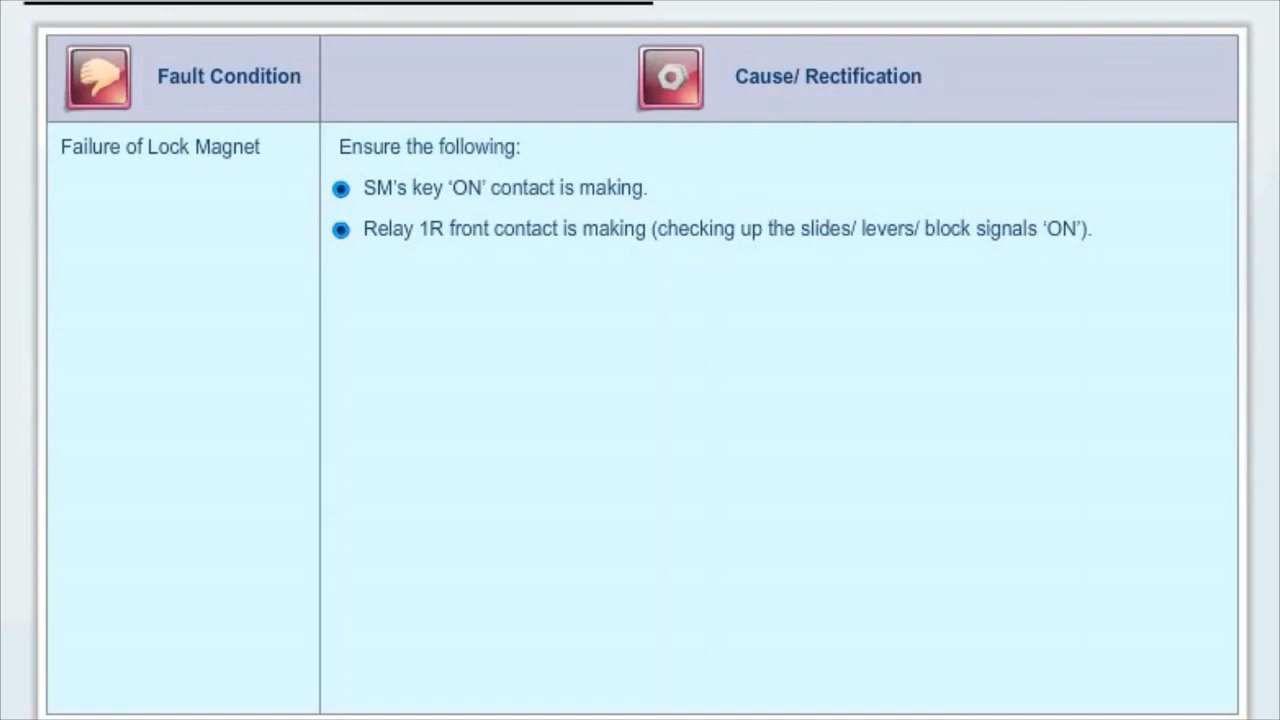 Fault Condition
Cause/ Rectification
Failure of Lock Magnet
Ensure the following:
SM's key ‘ON’ contact is making.
Relay 1R front contact is making (checking up the slides/ levers/ block signals ‘ON’).